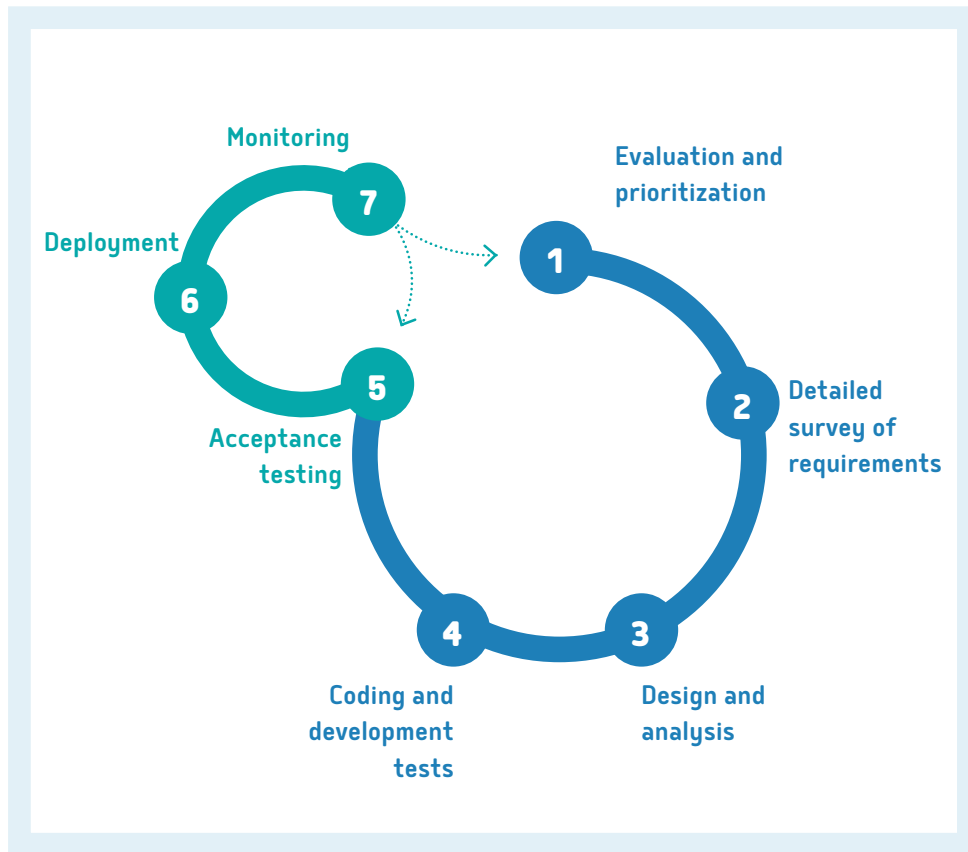 1
Evaluation and
prioritization
2
Detailed
survey of
requirements
3
Design and
analysis
4
Coding and
development
tests
5
Acceptance
testing
6
Deployment
7
Monitoring